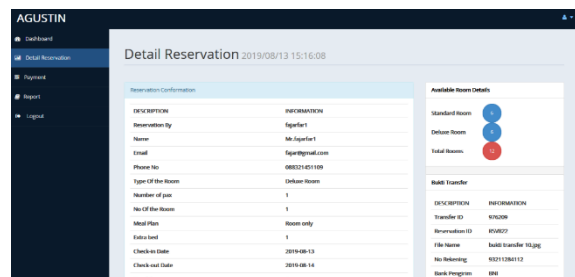 AGUSTIN
Dashboard
Detail Reservation
Payment
Report
Logout
Detail Reservation 2019/08/13 15:16:08
Reservation Conformation
DESCRIPTION INFORMATION
Reservation By fajarfar1
Name Mr.fajarfar1
Email fajar@gmail.com
Phone No 088321451109
Type Of the Room Deluxe Room
Number of pax 1
No Of the Room 1
Meal Plan Room only
Extra bed 1
Check-in Date 2019-08-13
Check-out Date 2019-08-14
Available Room Details
Standard Room
Deluxe Room
Total Rooms 12
Bukti Transfer
DESCRIPTION INFORMATION
Transfer ID 976209
Reservation ID RSV822
File Name bukti transfer 10.jpg
No Rekening 93211284112
Bank Pengirim BNI